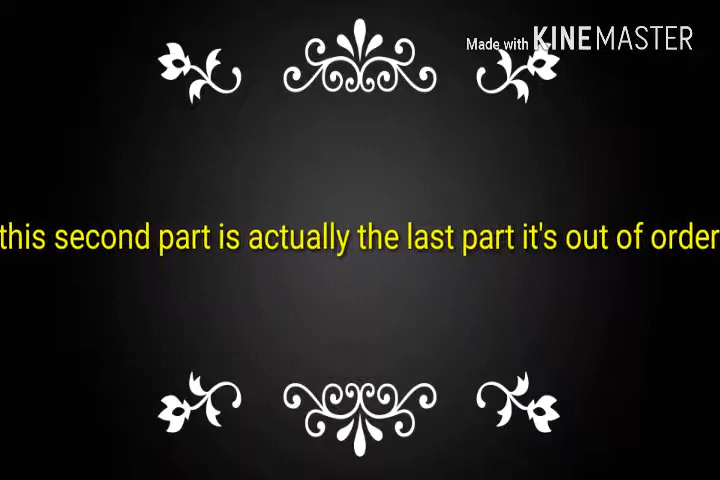 Made with KINEMASTER
this second part is actually the last part it's out of order